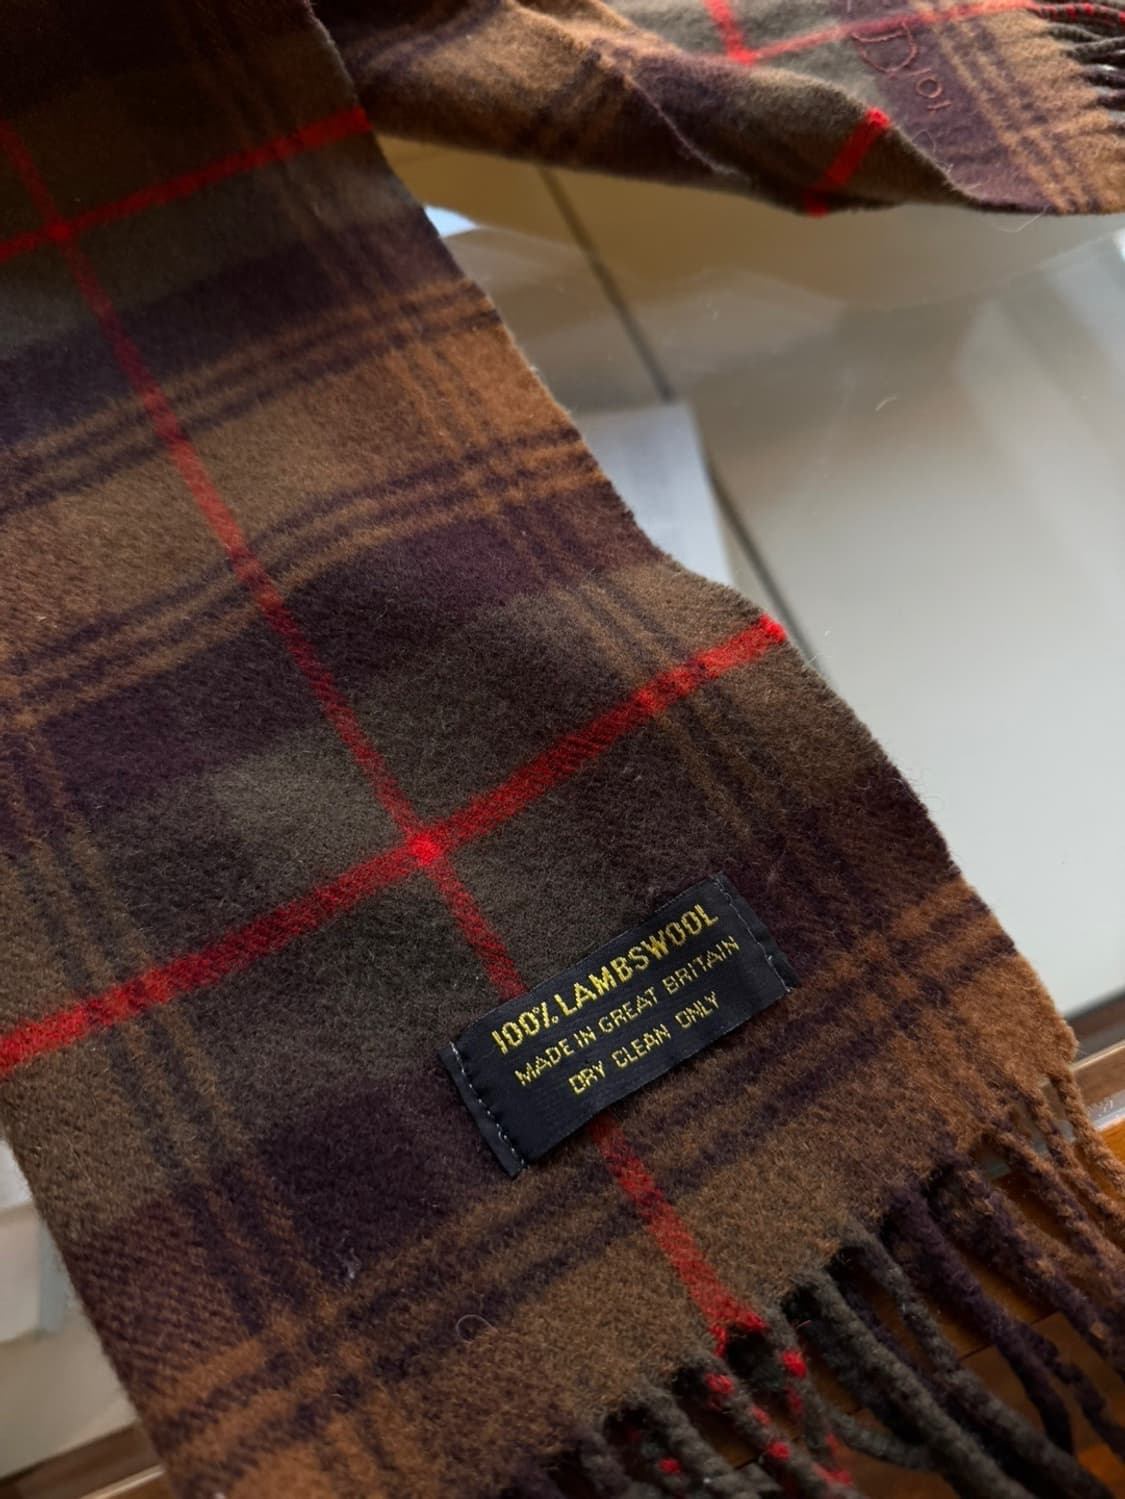 Dior
100% LAMBSWOOL
MADE IN GREAT BRITAIN
DRY CLEAN ONLY